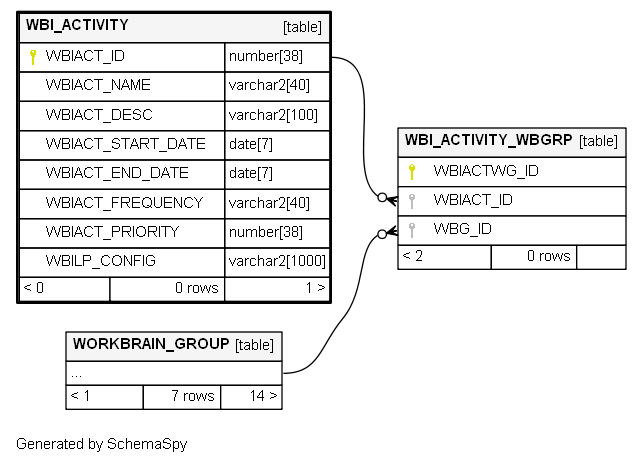 WBI_ACTIVITY [table]
WBIACT_ID number[38]
WBIACT_NAME varchar2[40]
WBIACT_DESC varchar2[100]
WBIACT_START_DATE date[7]
WBIACT_END_DATE date[7]
WBIACT_FREQUENCY varchar2[40]
WBIACT_PRIORITY number[38]
WBILP_CONFIG varchar2[1000]
< 0 0 rows 1 >
WBI_ACTIVITY_WBGRP [table]
WBIACTWG_ID
WBIACT_ID
WBG_ID
< 2 0 rows
WORKBRAIN_GROUP [table]
...
< 1 7 rows 14 >
Generated by SchemaSpy